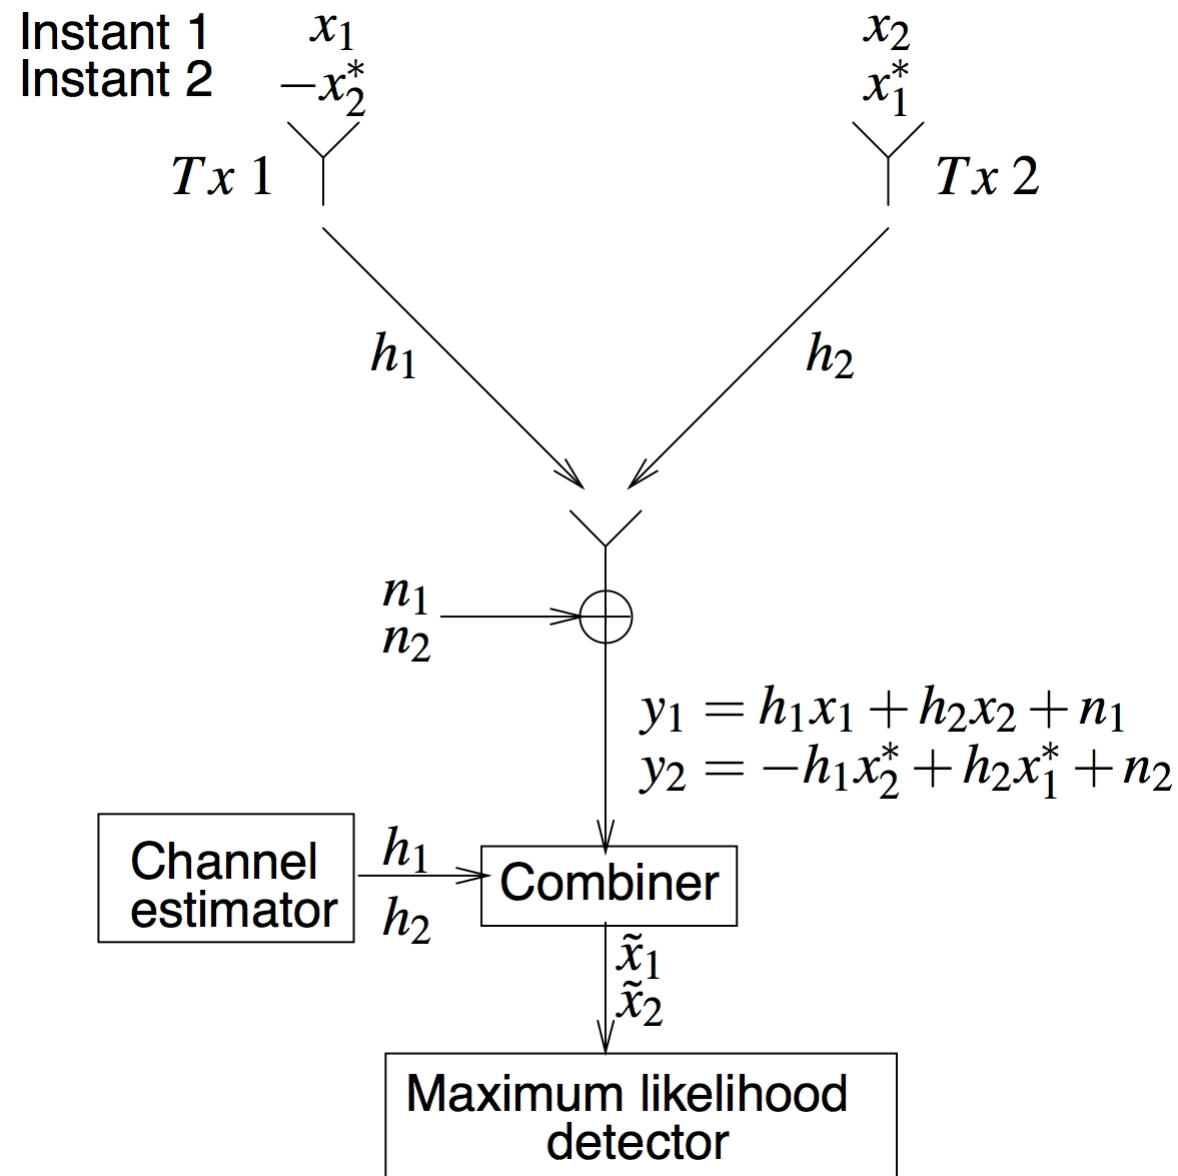 Instant 1 x₁ x₂
Instant 2 −x₂* x₁*
Tx 1 Tx 2
h₁ h₂
n₁
n₂
y₁ = h₁x₁ + h₂x₂ + n₁
y₂ = −h₁x₂* + h₂x₁* + n₂
Channel
estimator
h₁
h₂
Combiner
x̃₁
x̃₂
Maximum likelihood
detector